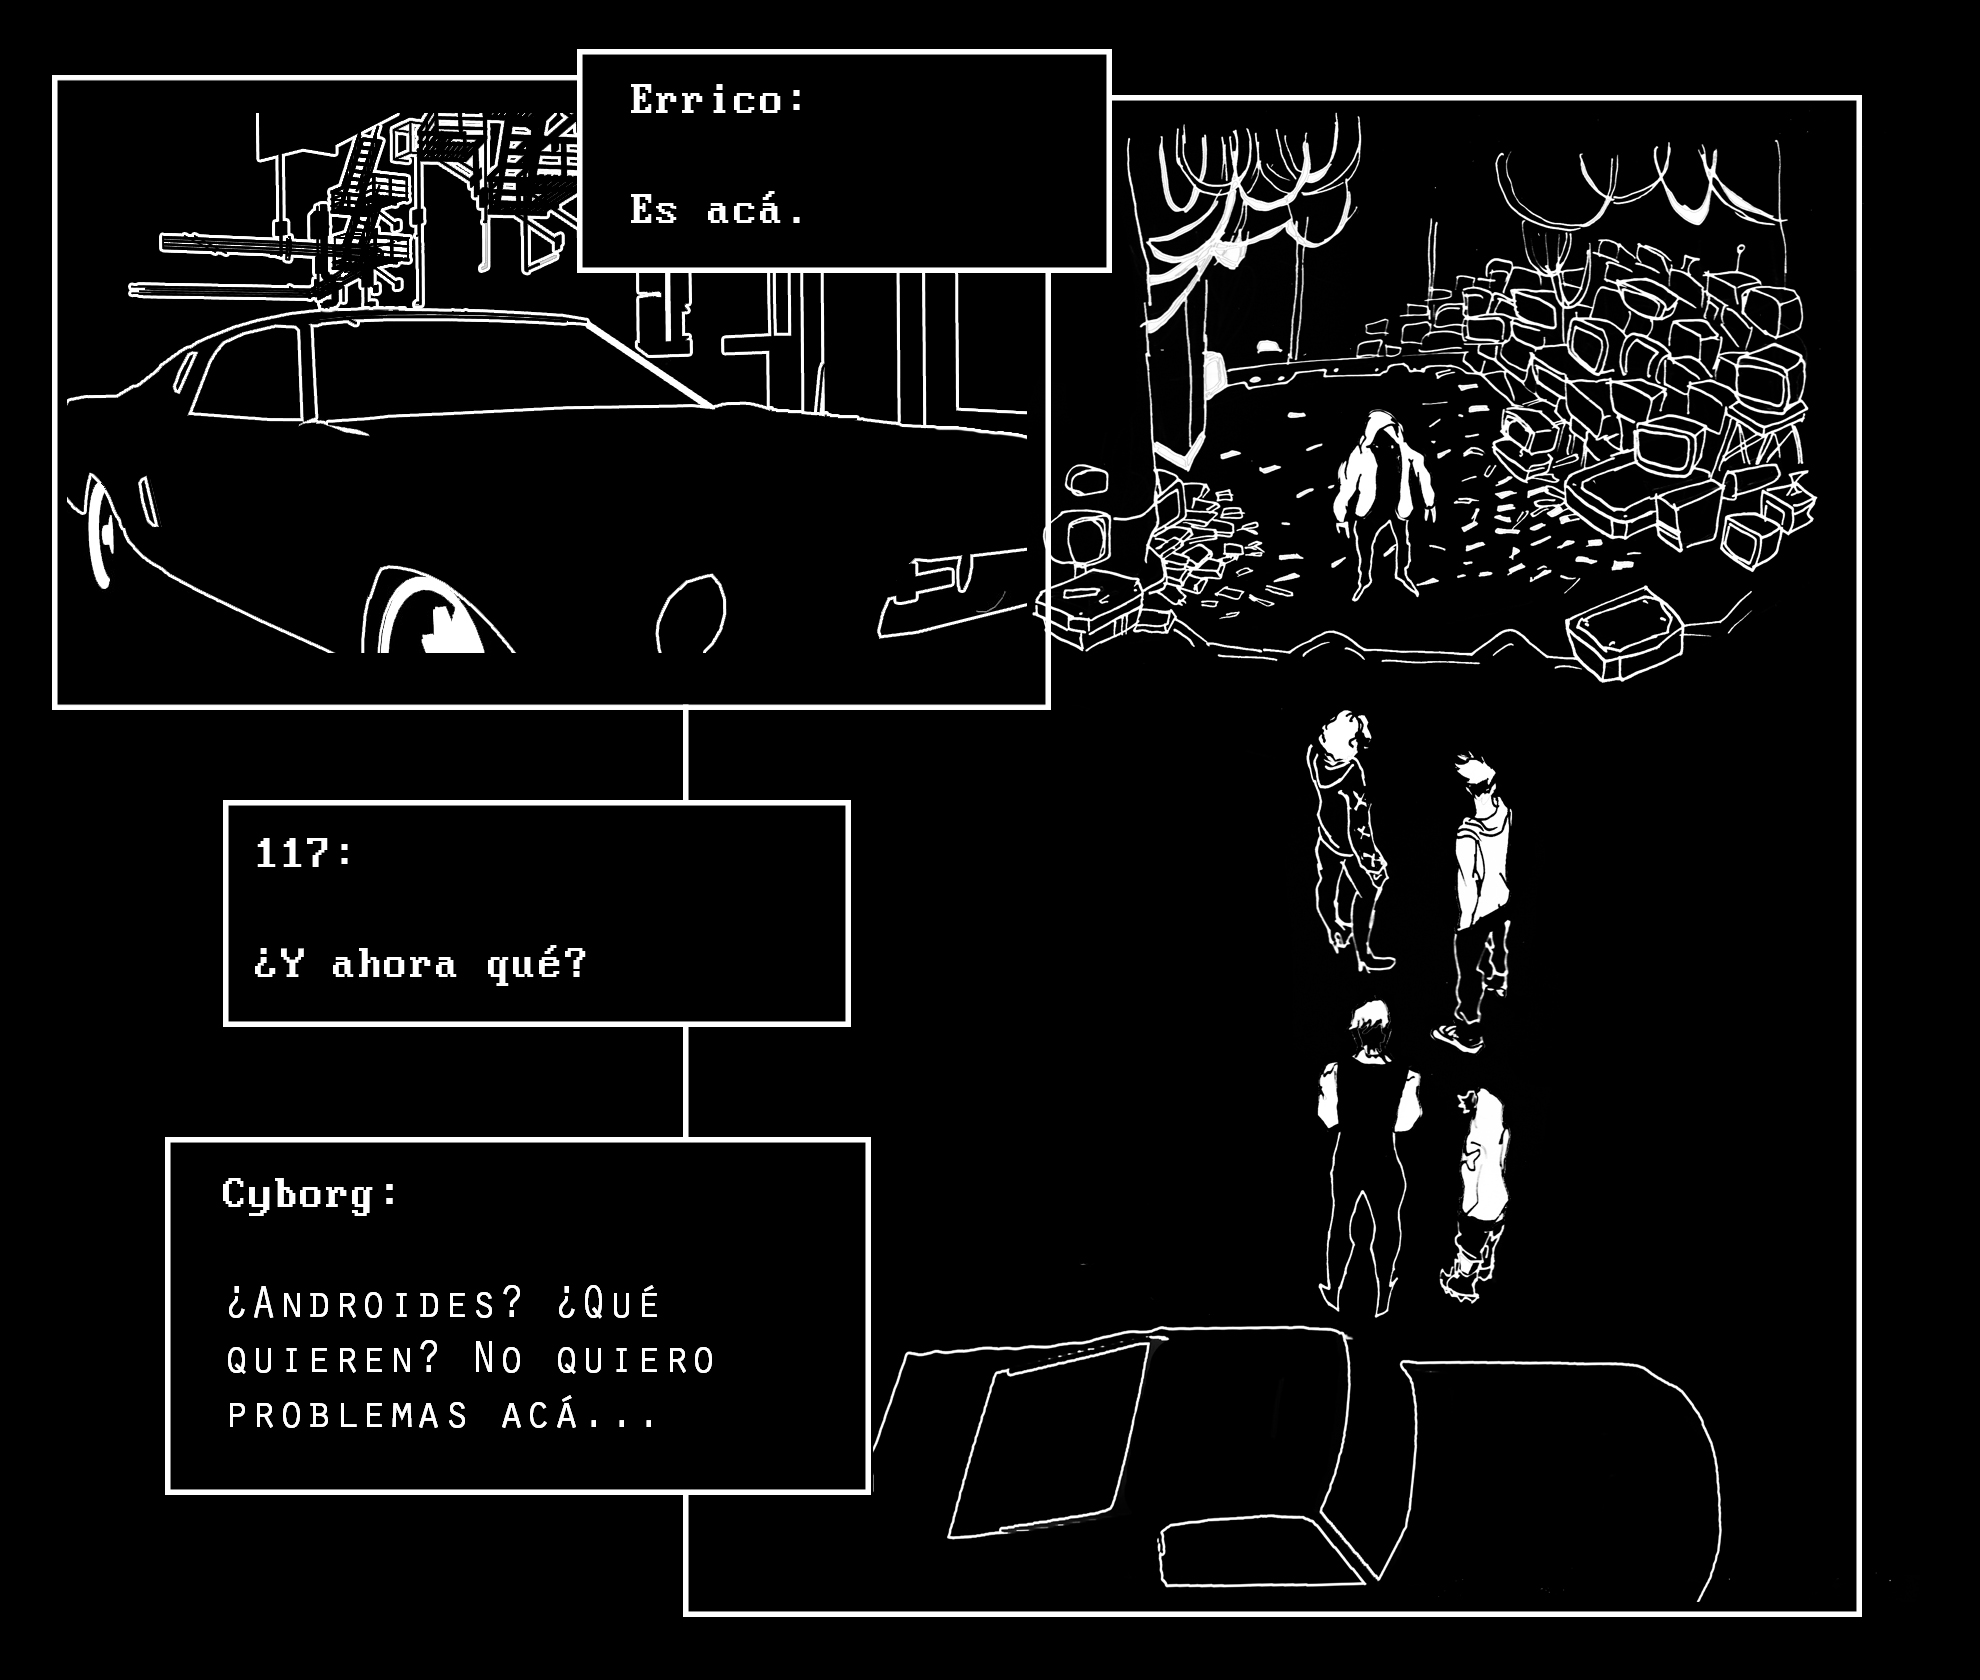 Errico:
Es acá.
117:
¿Y ahora qué?
Cyborg:
¿Androides? ¿Qué
quieren? No quiero
problemas acá...